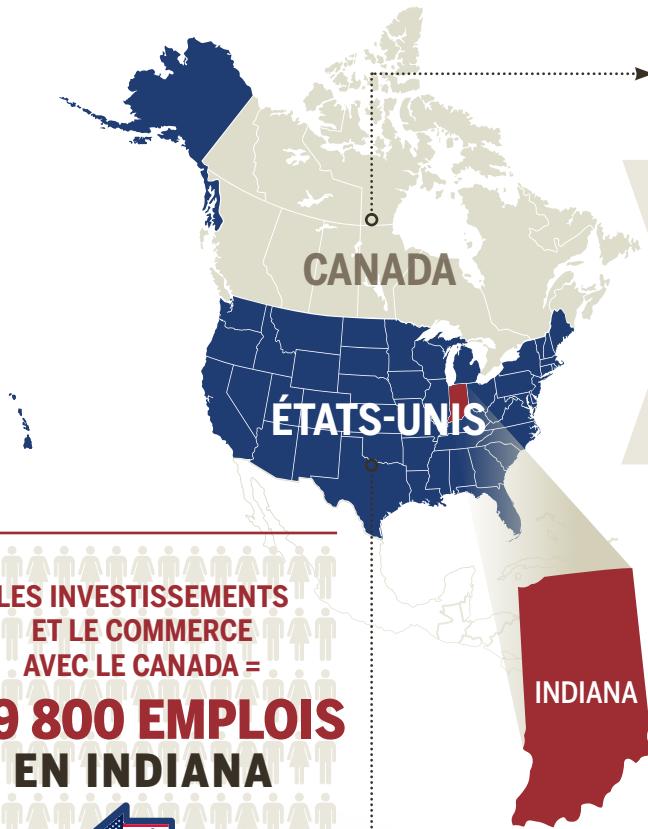 CANADA
ÉTATS-UNIS
LES INVESTISSEMENTS
ET LE COMMERCE
AVEC LE CANADA =
9 800 EMPLOIS
EN INDIANA
INDIANA